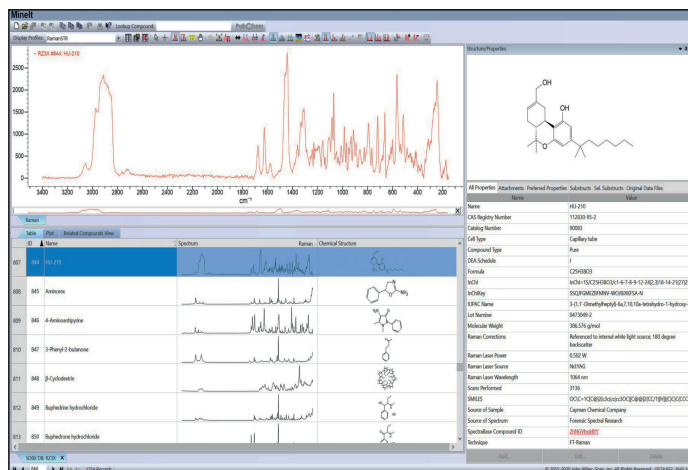 MineIt
Lookup Compound:
PubChem
Display Profiles: RamanSTR
RZ3X #844; HU-210
2500
2000
1500
1000
500
0
3400 3200 3000 2800 2600 2400 2200 2000 1800 1600 1400 1200 1000 800 600 400 200
cm⁻¹
Raman
Table Plot Related Compounds View
ID Name Spectrum Raman Chemical Structure
807 844 HU-210
808 845 Aminorex
809 846 4-Aminoantipyrine
810 847 3-Phenyl-2-butanone
811 848 β-Cyclodextrin
812 849 Buphedrine hydrochloride
813 850 Buphedrone hydrochloride
SDBX DB: RZ3X X
844
Structure/Properties
OH
OH
O
All Properties Attachments Preferred Properties Substructs Sel. Substructs Original Data Files
Name Value
Name HU-210
CAS Registry Number 112830-95-2
Catalog Number 90083
Cell Type Capillary tube
Compound Type Pure
DEA Schedule I
Formula C25H38O3
InChI
InChIKey
IUPAC Name
Lot Number 0473049-2
Molecular Weight 386.576 g/mol
Raman Corrections Referenced to internal white light source; 180 degree
backscatter
Raman Laser Power 0.502 W
Raman Laser Source Nd:YAG
Raman Laser Wavelength 1064 nm
Scans Performed 3136
SMILES
Source of Sample Cayman Chemical Company
Source of Spectrum Forensic Spectral Research
SpectraBase Compound ID
Technique FT-Raman
Add... Edit... Delete